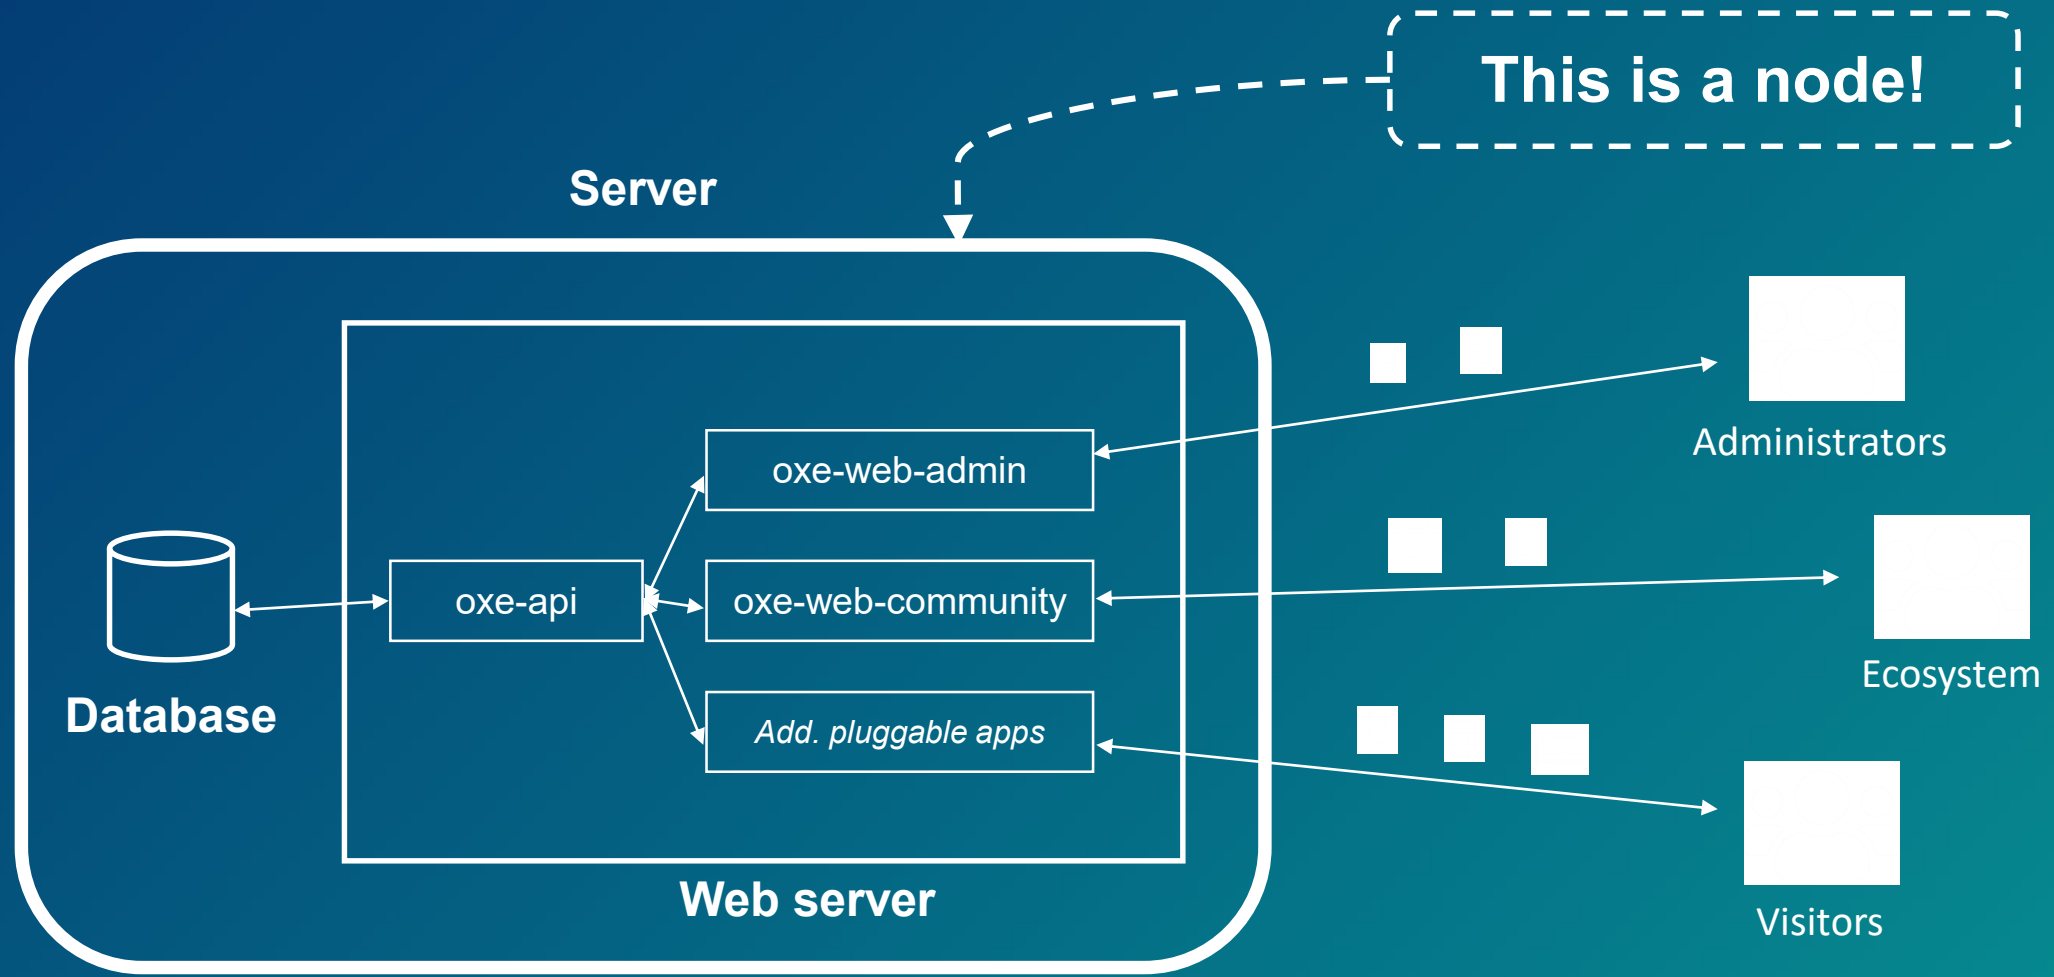 This is a node!
Server
oxe-web-admin
Administrators
oxe-api
oxe-web-community
Ecosystem
Database
Add. pluggable apps
Web server
Visitors